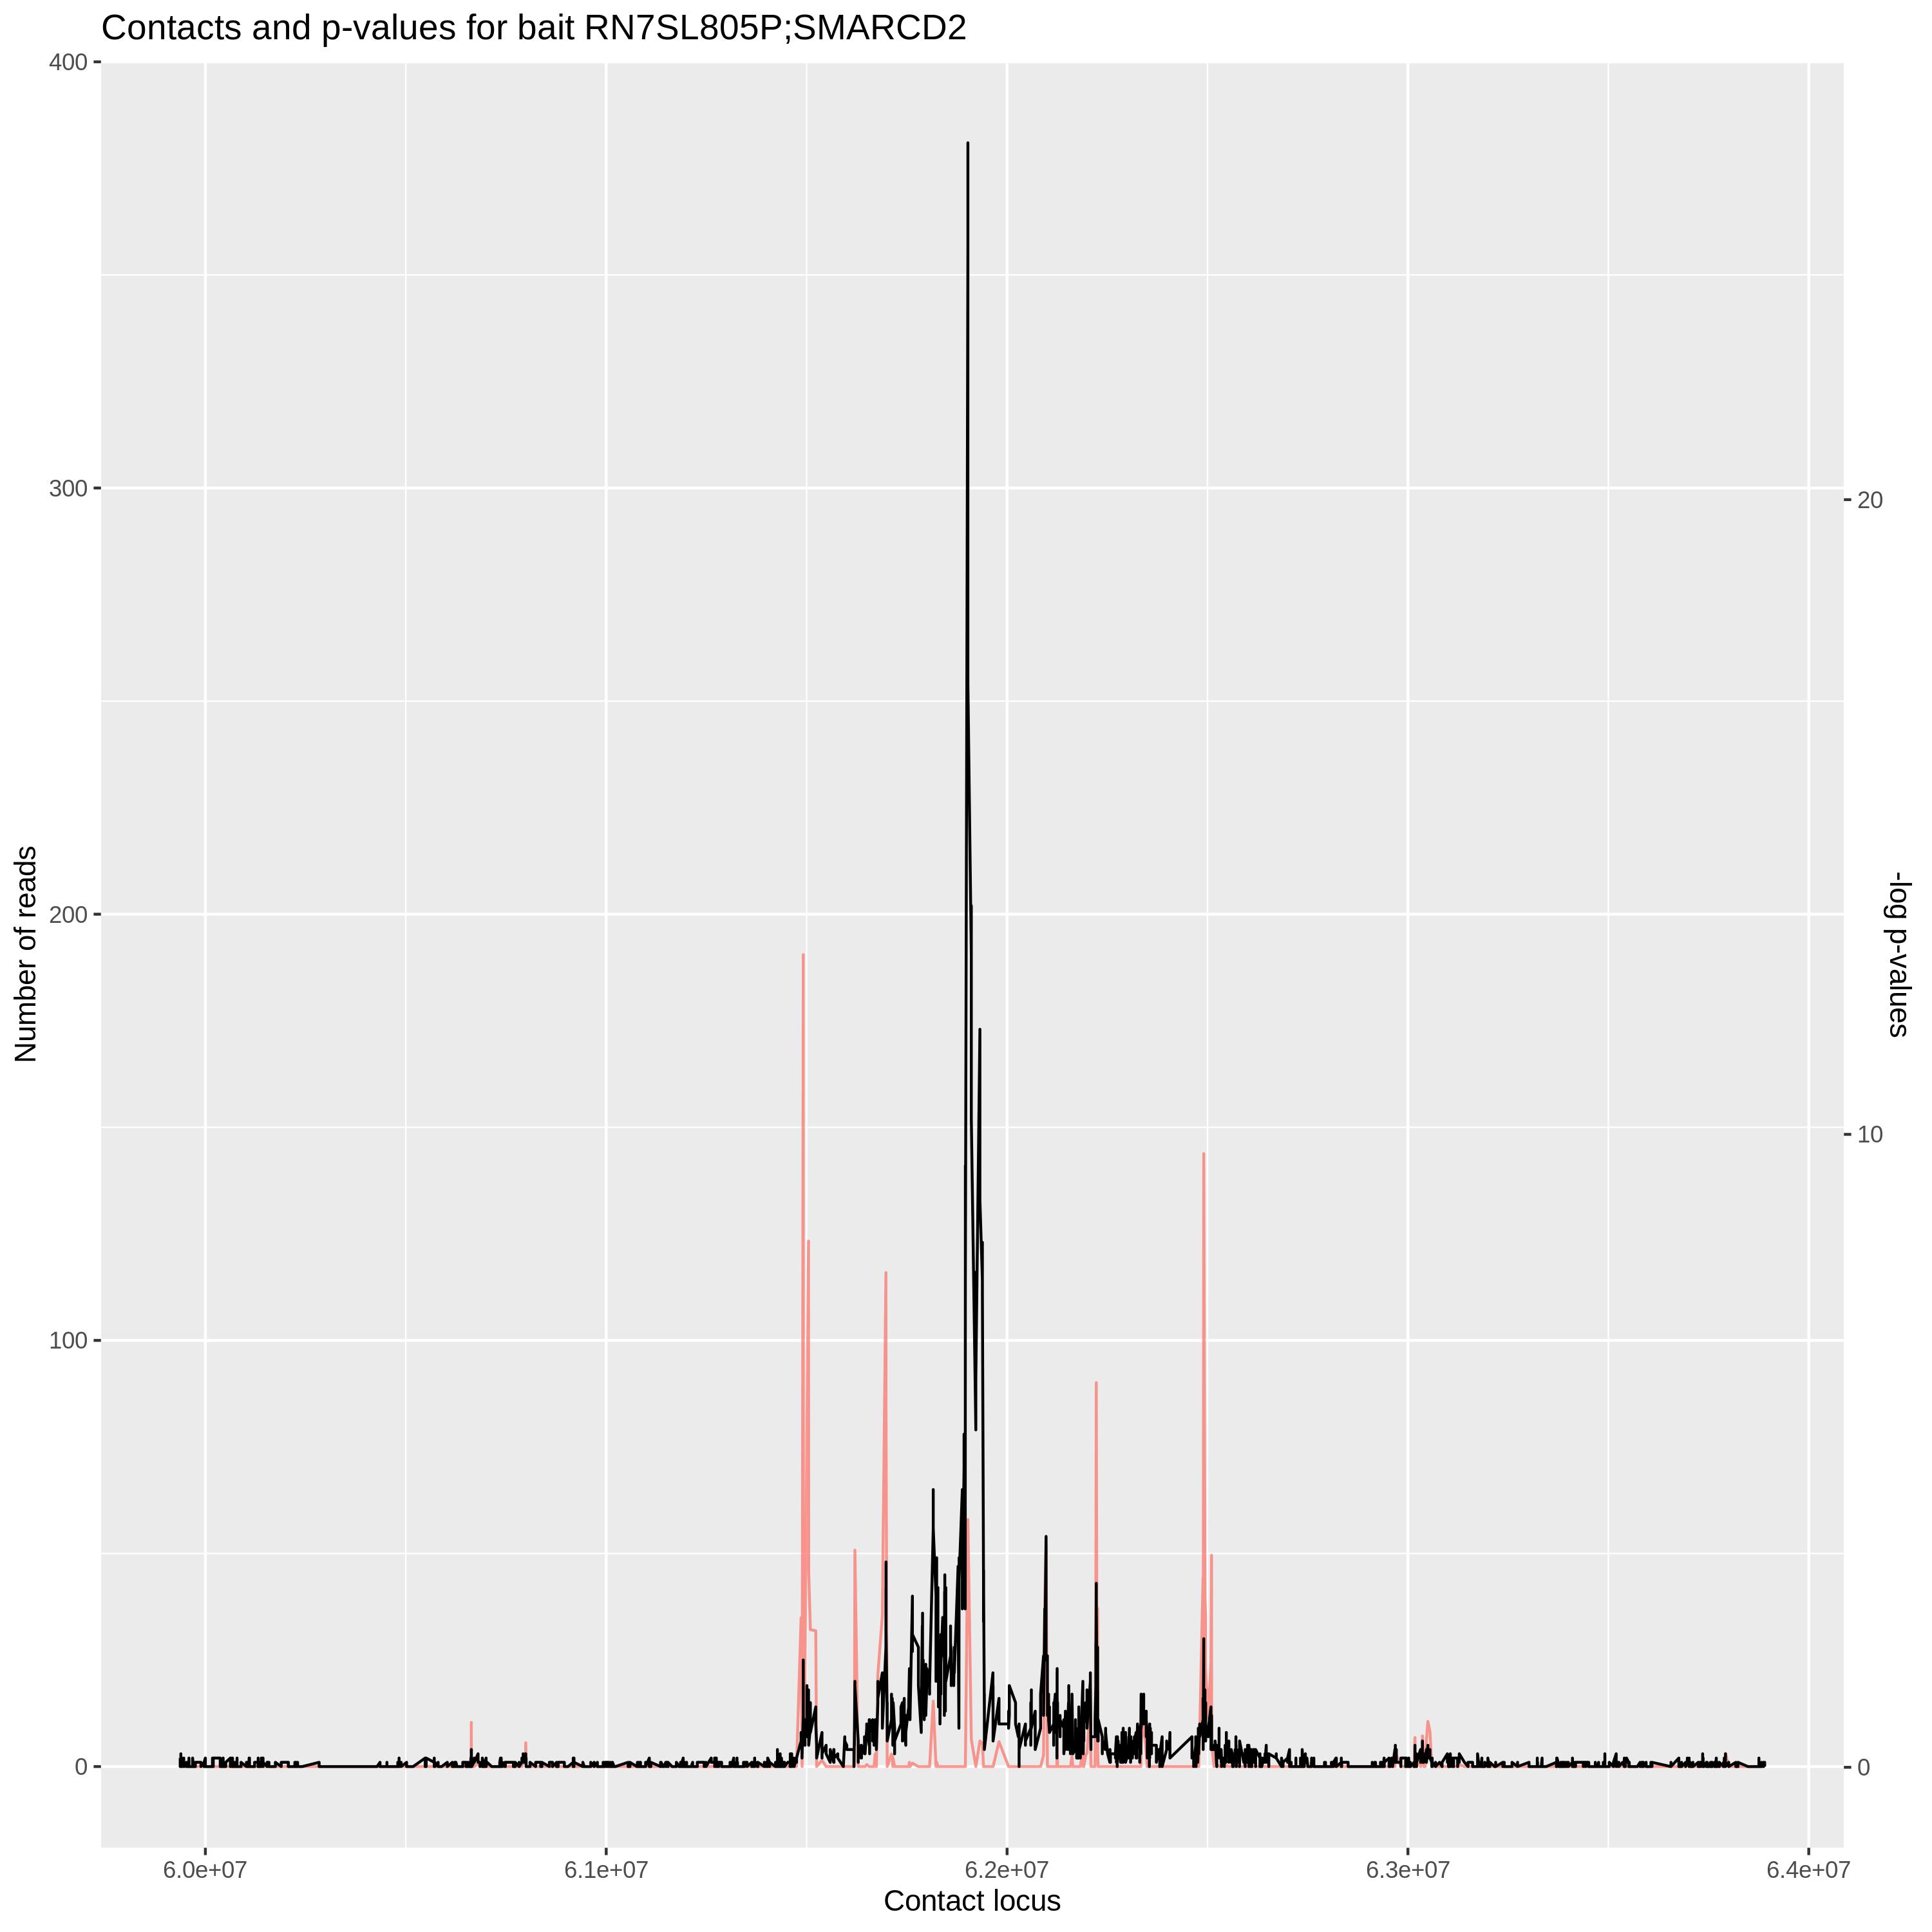 Contacts and p-values for bait RN7SL805P;SMARCD2
400
300
200
100
0
Number of reads
20
10
0
-log p-values
6.0e+07
6.1e+07
6.2e+07
6.3e+07
6.4e+07
Contact locus